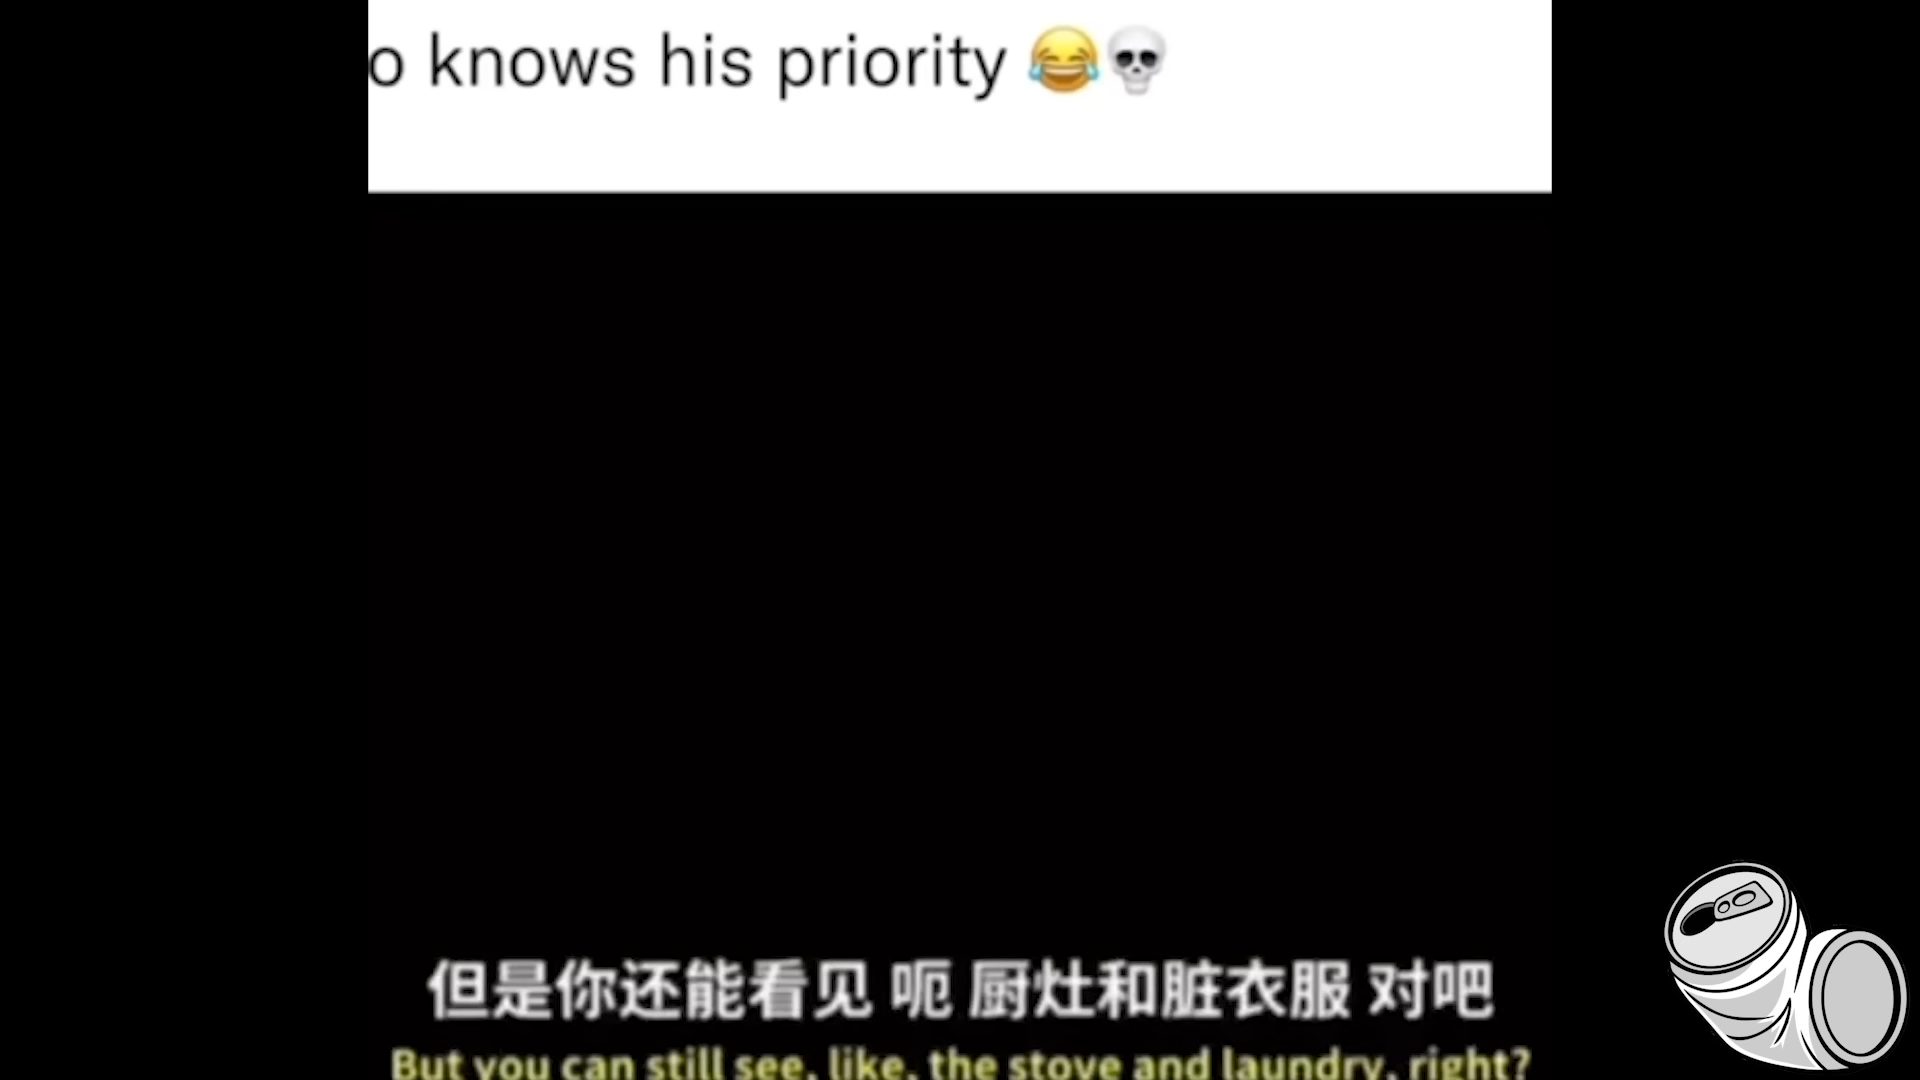 o knows his priority 😂💀
但是你还能看见 呃 厨灶和脏衣服 对吧
But you can still see, like, the stove and laundry, right?